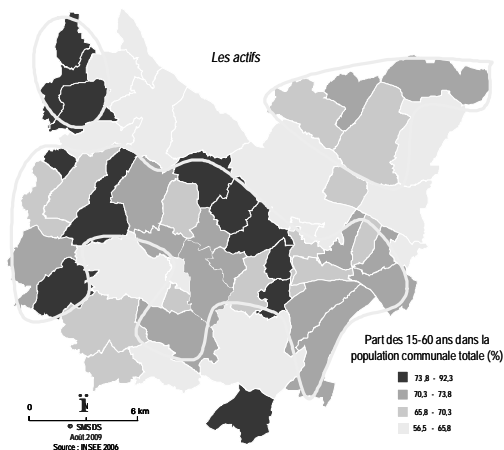 Les actifs
Part des 15-60 ans dans la
population communale totale (%)
73,8 - 92,3
70,3 - 73,8
65,8 - 70,3
56,5 - 65,8
0
6 km
© SMSDS
Août.2009
Source : INSEE 2006